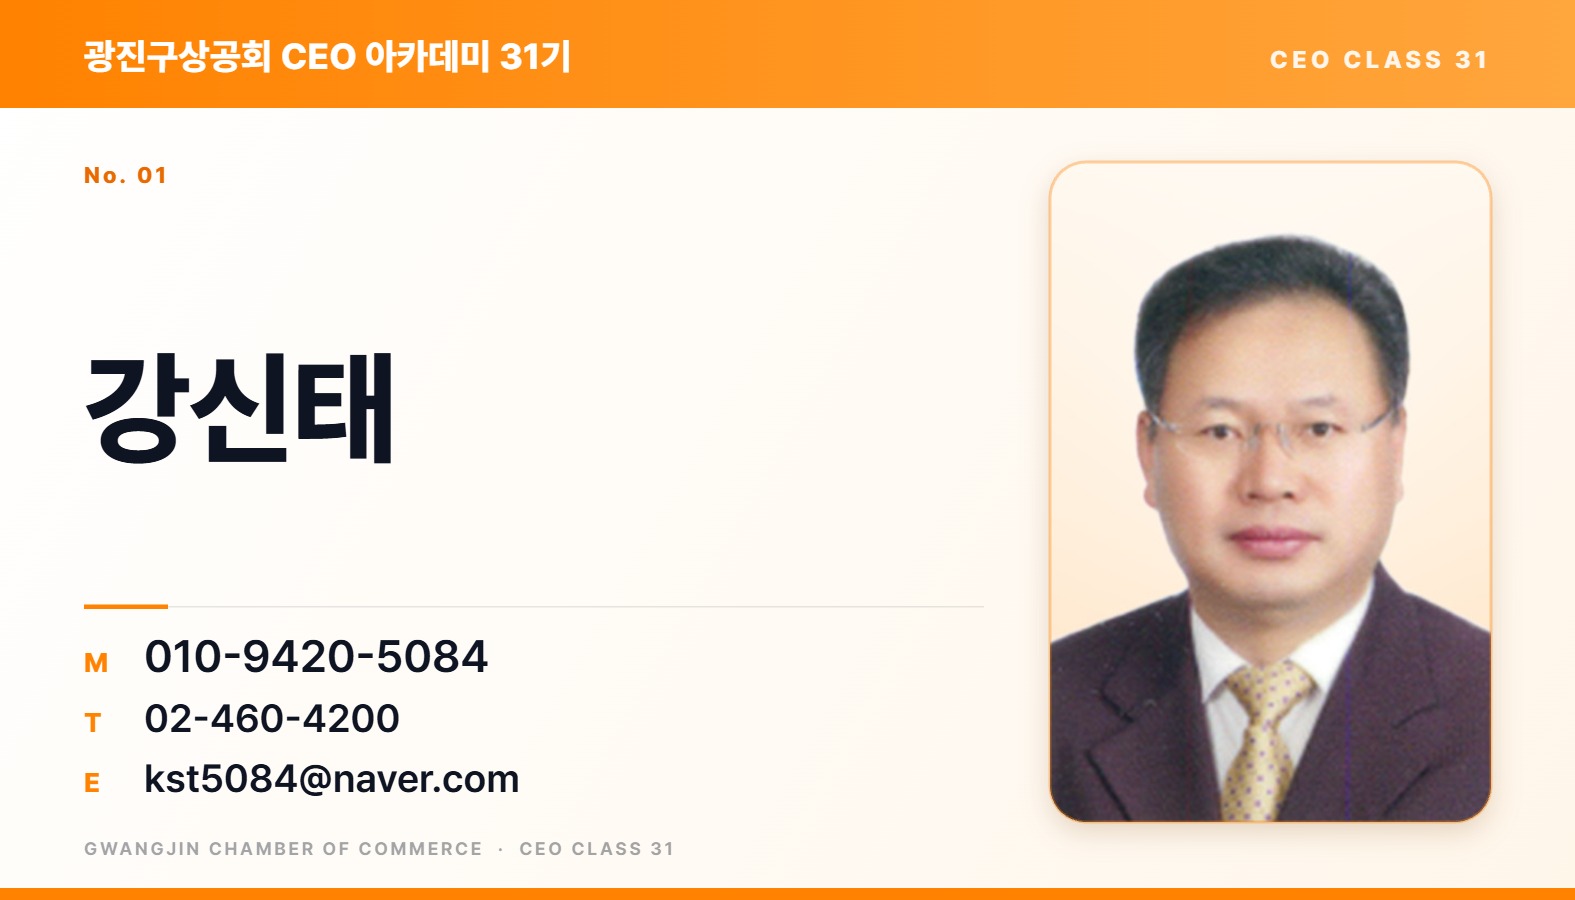 광진구상공회 CEO 아카데미 31기
CEO CLASS 31
No. 01
강신태
M 010-9420-5084
T 02-460-4200
E kst5084@naver.com
GWANGJIN CHAMBER OF COMMERCE · CEO CLASS 31